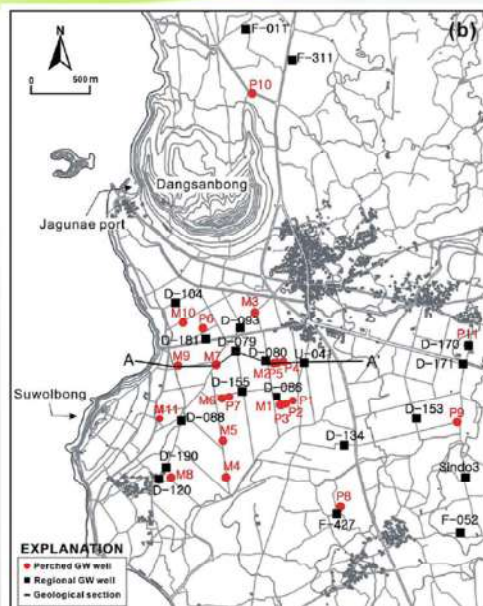 (b)
N
0 500 m
F-011
F-311
P10
Dangsanbong
Jagunae port
D-104
M3
M10
P6
D-093
D-181
D-079
P11
D-170
A
M9
M7
D-080
U-041
M2
P5
P4
A'
D-171
Suwolbong
D-155
D-086
M6
P7
M1
P3
P2
P1
M11
D-088
D-153
P9
M5
D-134
D-190
M8
M4
D-120
Sindo3
P8
F-427
F-052
EXPLANATION
Perched GW well
Regional GW well
Geological section